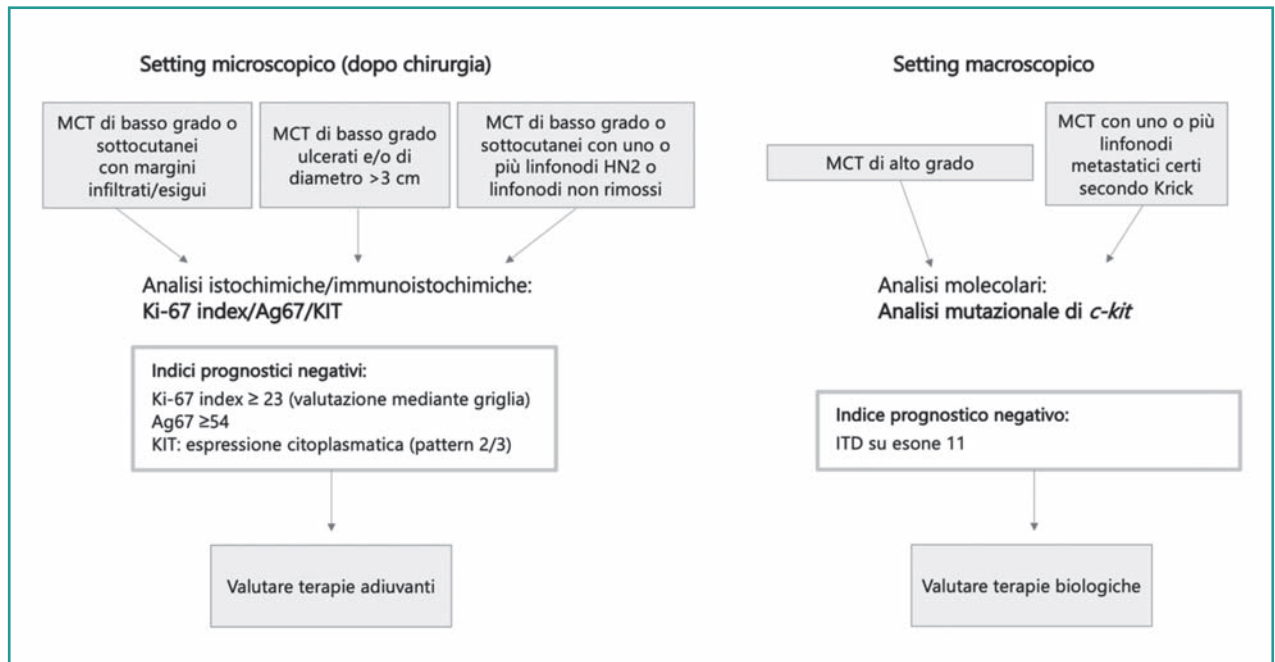 Setting microscopico (dopo chirurgia)
MCT di basso grado o
sottocutanei
con margini
infiltrati/esigui
MCT di basso grado
ulcerati e/o di
diametro >3 cm
MCT di basso grado o
sottocutanei con uno o
più linfonodi HN2 o
linfonodi non rimossi
Analisi istochimiche/immunoistochimiche:
Ki-67 index/Ag67/KIT
Indici prognostici negativi:
Ki-67 index ≥ 23 (valutazione mediante griglia)
Ag67 ≥54
KIT: espressione citoplasmatica (pattern 2/3)
Valutare terapie adiuvanti
Setting macroscopico
MCT di alto grado
MCT con uno o più
linfonodi
metastatici certi
secondo Krick
Analisi molecolari:
Analisi mutazionale di c-kit
Indice prognostico negativo:
ITD su esone 11
Valutare terapie biologiche